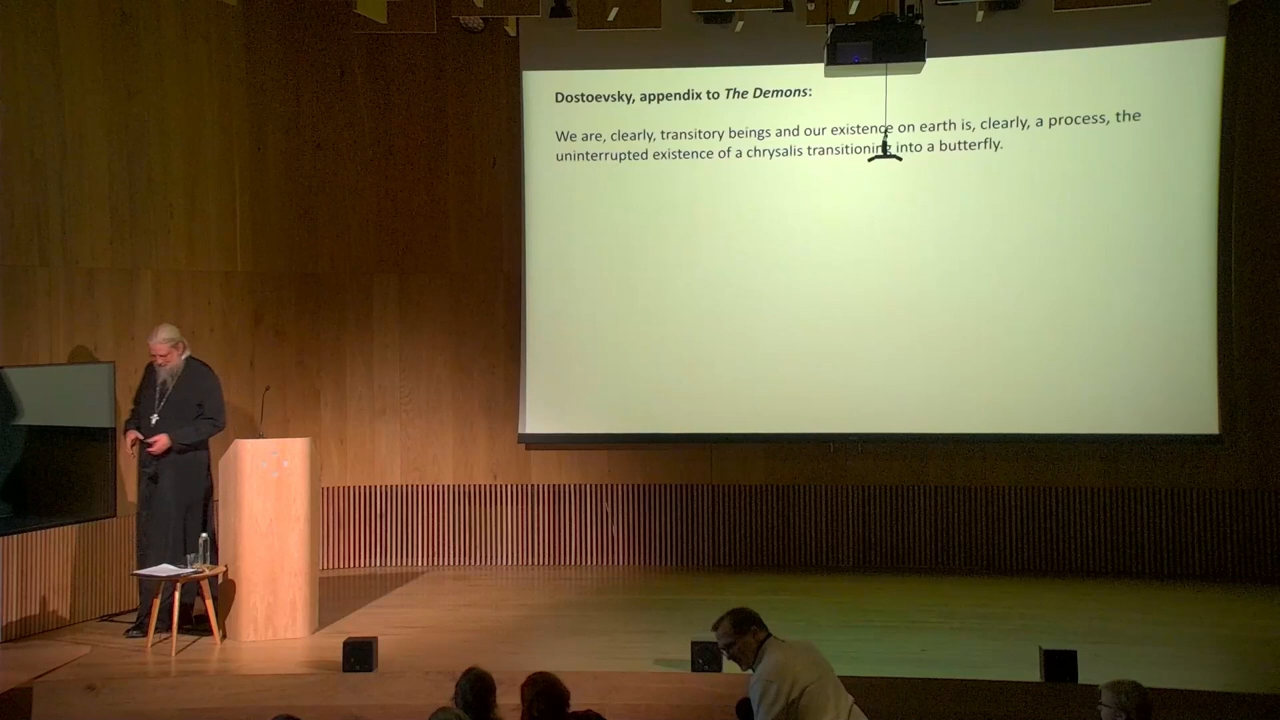 Dostoevsky, appendix to The Demons:
We are, clearly, transitory beings and our existence on earth is, clearly, a process, the
uninterrupted existence of a chrysalis transitioning into a butterfly.